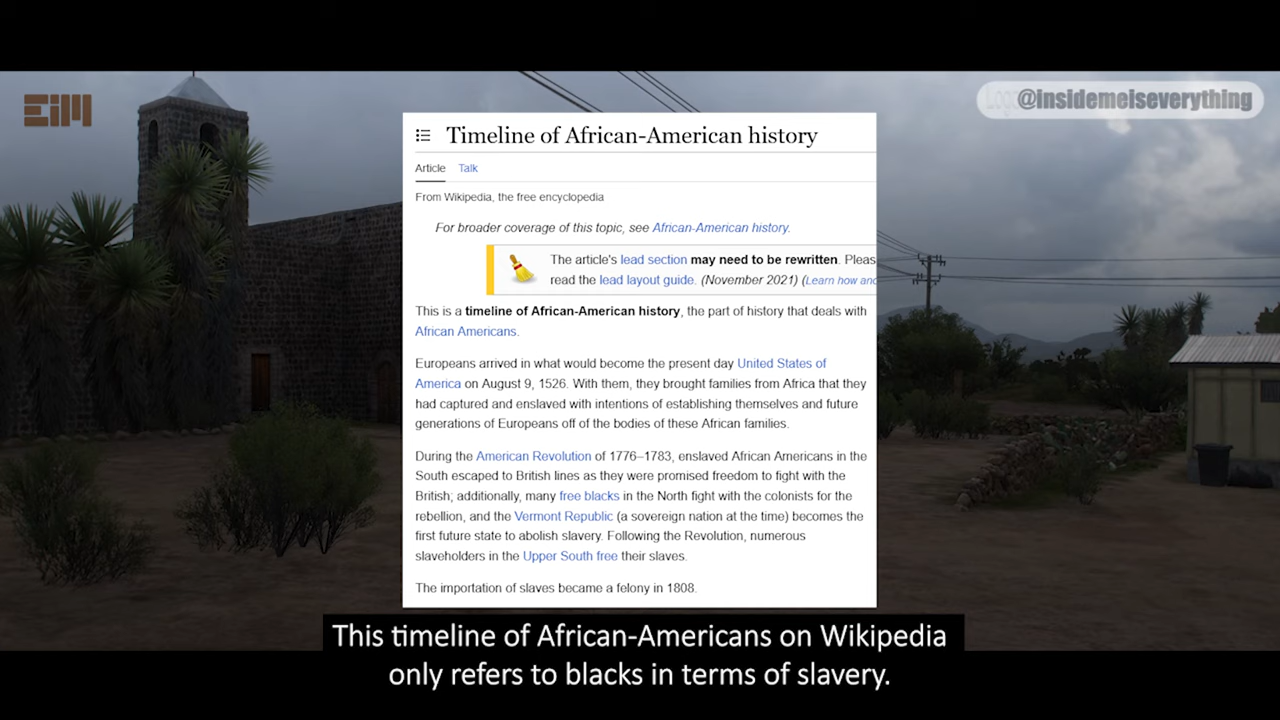 EiM
@insidemeiseverything
Timeline of African-American history
Article Talk
From Wikipedia, the free encyclopedia
For broader coverage of this topic, see African-American history.
The article's lead section may need to be rewritten. Pleas
read the lead layout guide. (November 2021) (Learn how and
This is a timeline of African-American history, the part of history that deals with
African Americans.
Europeans arrived in what would become the present day United States of
America on August 9, 1526. With them, they brought families from Africa that they
had captured and enslaved with intentions of establishing themselves and future
generations of Europeans off of the bodies of these African families.
During the American Revolution of 1776–1783, enslaved African Americans in the
South escaped to British lines as they were promised freedom to fight with the
British; additionally, many free blacks in the North fight with the colonists for the
rebellion, and the Vermont Republic (a sovereign nation at the time) becomes the
first future state to abolish slavery. Following the Revolution, numerous
slaveholders in the Upper South free their slaves.
The importation of slaves became a felony in 1808.
This timeline of African-Americans on Wikipedia
only refers to blacks in terms of slavery.